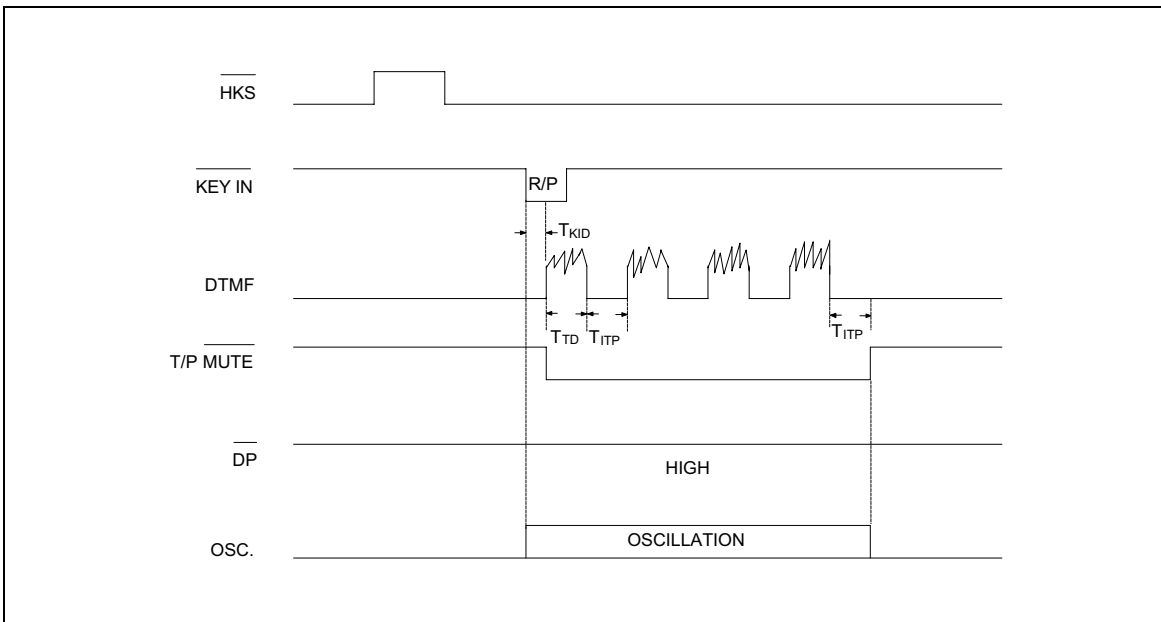 HKS
KEY IN
R/P
TKID
DTMF
TTD
TITP
TITP
T/P MUTE
DP
HIGH
OSC.
OSCILLATION